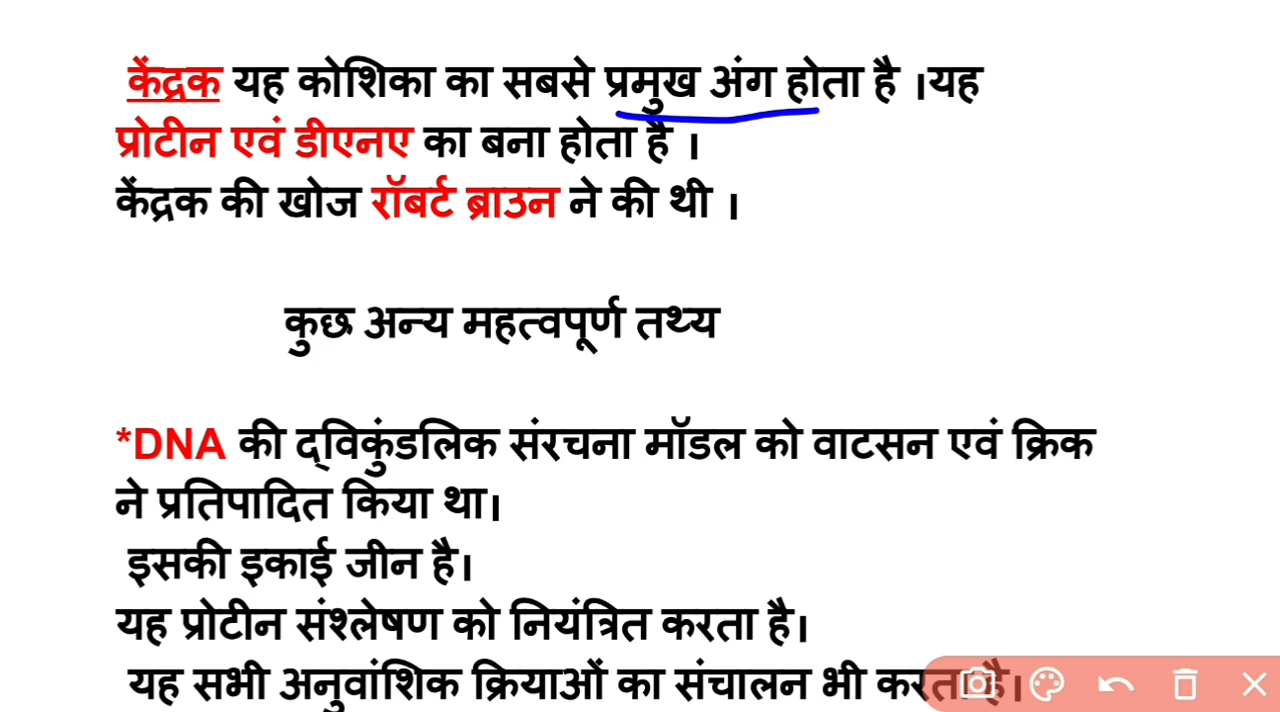 केंद्रक यह कोशिका का सबसे प्रमुख अंग होता है ।यह
प्रोटीन एवं डीएनए का बना होता है ।
केंद्रक की खोज रॉबर्ट ब्राउन ने की थी ।
कुछ अन्य महत्वपूर्ण तथ्य
*DNA की द्विकुंडलिक संरचना मॉडल को वाटसन एवं क्रिक
ने प्रतिपादित किया था।
इसकी इकाई जीन है।
यह प्रोटीन संश्लेषण को नियंत्रित करता है।
यह सभी अनुवांशिक क्रियाओं का संचालन भी करता है।